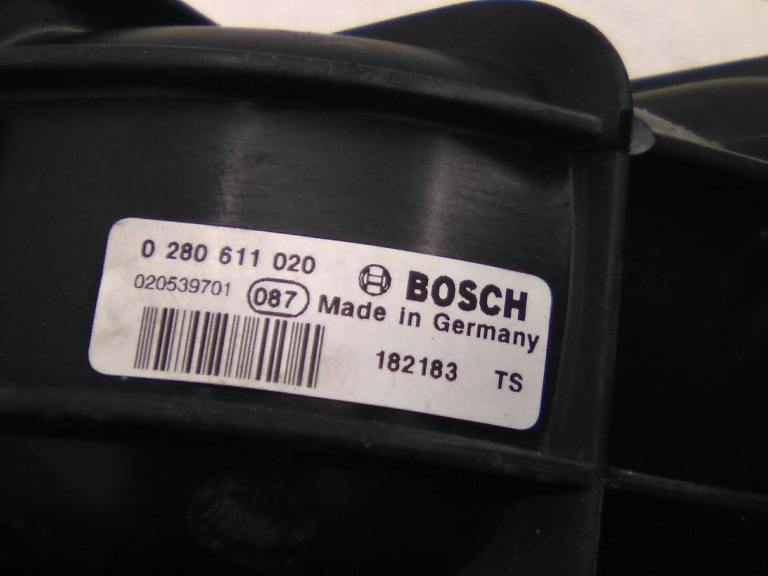 0 280 611 020
020539701 087
BOSCH
Made in Germany
182183 TS